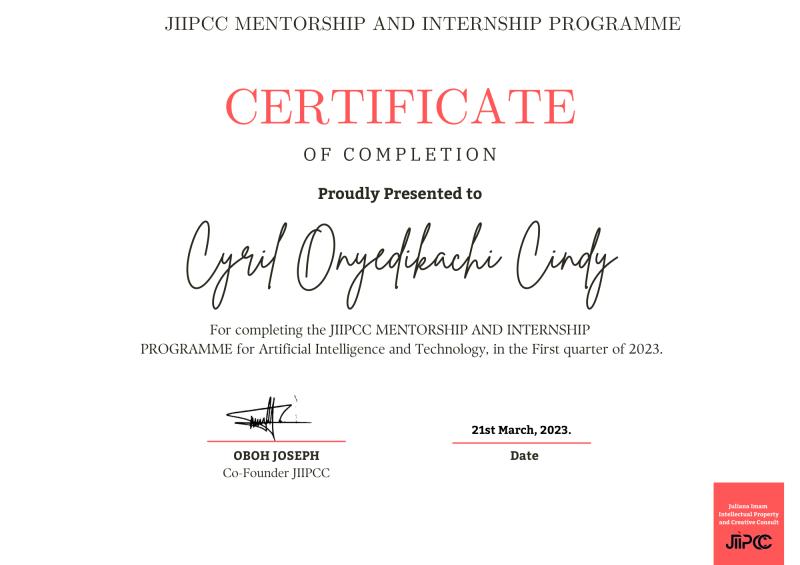 JIIPCC MENTORSHIP AND INTERNSHIP PROGRAMME
CERTIFICATE
OF COMPLETION
Proudly Presented to
Cyril Onyedikachi Cindy
For completing the JIIPCC MENTORSHIP AND INTERNSHIP
PROGRAMME for Artificial Intelligence and Technology, in the First quarter of 2023.
21st March, 2023.
OBOH JOSEPH
Date
Co-Founder JIIPCC
Juliana Imam
Intellectual Property
and Creative Consult
JIIPCC